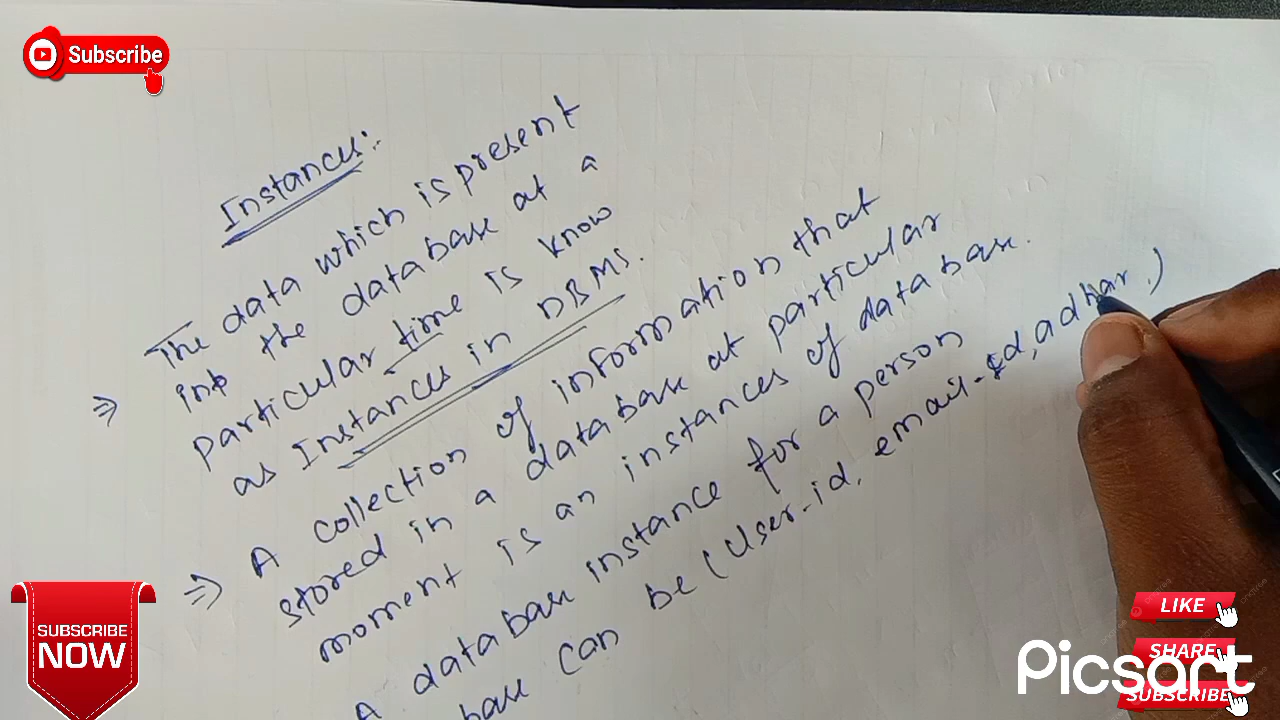 Subscribe
Instances:-
⇒ The data which is present
into the database at a
particular time is know
as Instances in DBMS.
⇒ A collection of information that
stored in a database at particular
moment is an instances of database.
A database instance for a person
base can be (User-id, email-id, adhar.)
SUBSCRIBE
NOW
LIKE
SHARE
SUBSCRIBE
Picsart